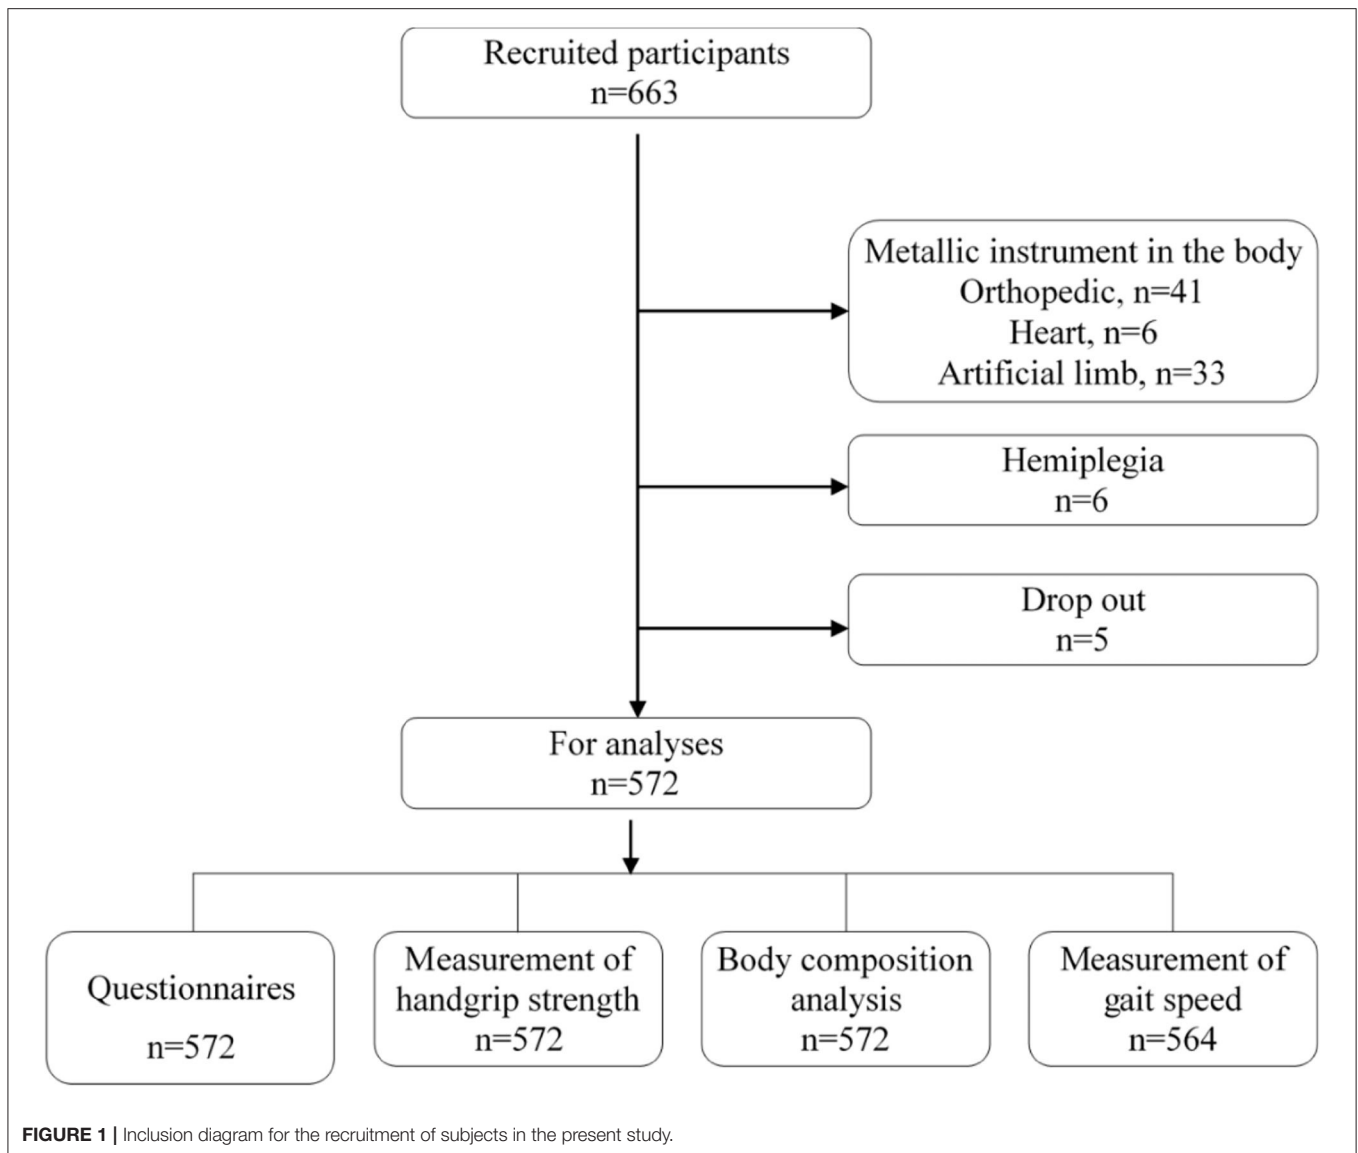 Recruited participants
n=663
Metallic instrument in the body
Orthopedic, n=41
Heart, n=6
Artificial limb, n=33
Hemiplegia
n=6
Drop out
n=5
For analyses
n=572
Questionnaires
n=572
Measurement of
handgrip strength
n=572
Body composition
analysis
n=572
Measurement of
gait speed
n=564
FIGURE 1 | Inclusion diagram for the recruitment of subjects in the present study.